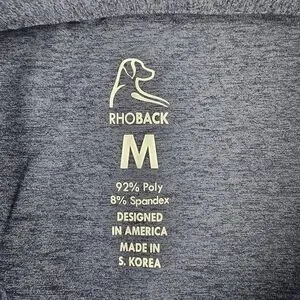 RHOBACK
M
92% Poly
8% Spandex
DESIGNED
IN AMERICA
MADE IN
S. KOREA